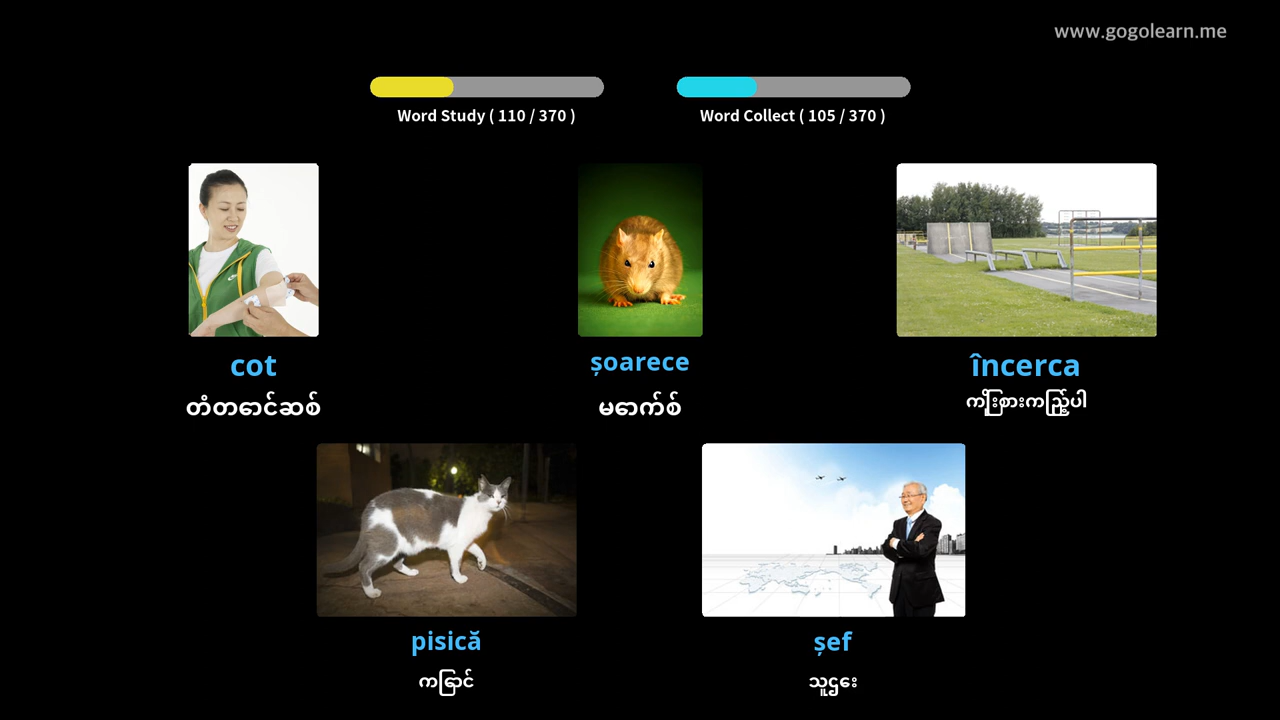 www.gogolearn.me
Word Study ( 110 / 370 )
Word Collect ( 105 / 370 )
cot
တံတောင်ဆစ်
șoarece
မောက်စ်
încerca
ကြိုးစားကြည့်ပါ
pisică
ကြောင်
șef
သူဌေး